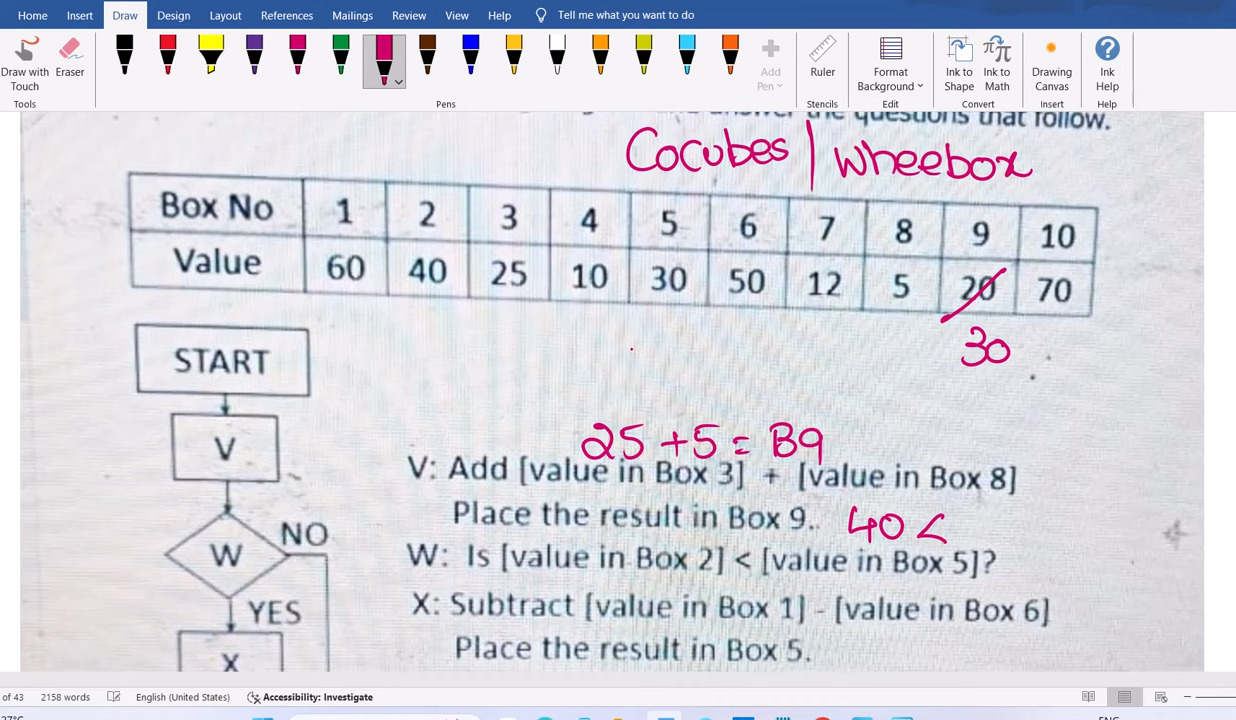 Home Insert Draw Design Layout References Mailings Review View Help Tell me what you want to do
Draw with Touch Eraser Add Pen Ruler Format Background Ink to Shape Ink to Math Drawing Canvas Ink Help
Tools Pens Stencils Edit Convert Insert Help
answer the questions that follow.
Cocubes | Wheebox
Box No 1 2 3 4 5 6 7 8 9 10
Value 60 40 25 10 30 50 12 5 20 70
30
START
V
25 + 5 = B9
V: Add [value in Box 3] + [value in Box 8]
Place the result in Box 9.
40 <
W NO
W: Is [value in Box 2] < [value in Box 5]?
YES
X: Subtract [value in Box 1] - [value in Box 6]
X
Place the result in Box 5.
of 43 2158 words English (United States) Accessibility: Investigate
ENG